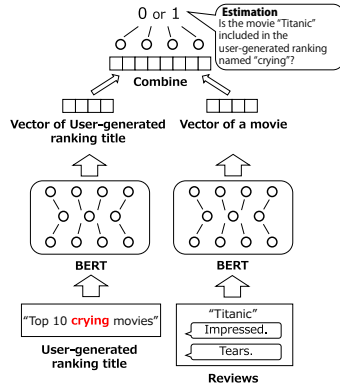 0 or 1
Estimation
Is the movie “Titanic”
included in the
user-generated ranking
named “crying”?
Combine
Vector of User-generated
ranking title
Vector of a movie
BERT
BERT
“Top 10 crying movies”
User-generated
ranking title
“Titanic”
Impressed.
Tears.
Reviews